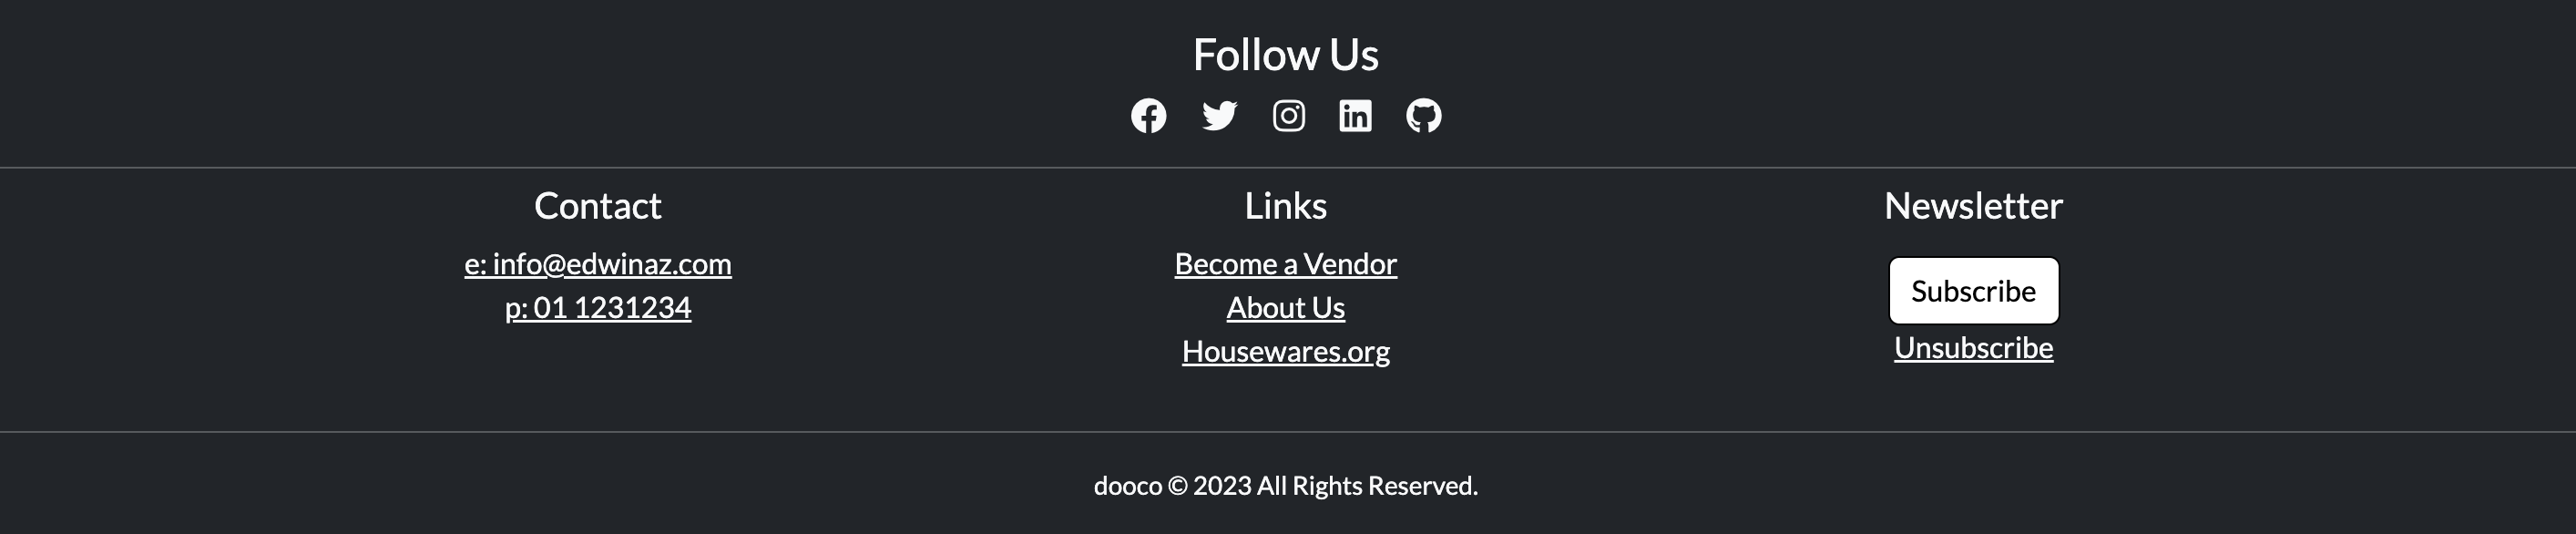 Follow Us
Contact
e: info@edwinaz.com
p: 01 1231234
Links
Become a Vendor
About Us
Housewares.org
Newsletter
Subscribe
Unsubscribe
dooco © 2023 All Rights Reserved.